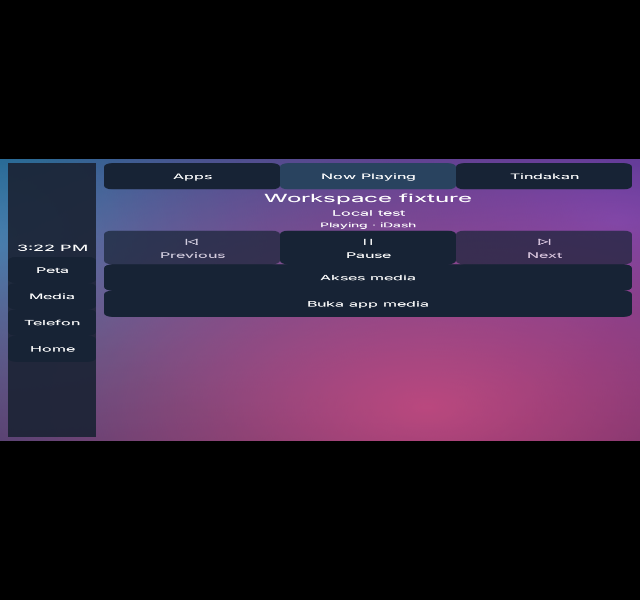 3:22 PM
Peta
Media
Telefon
Home
Apps
Now Playing
Tindakan
Workspace fixture
Local test
Playing · iDash
Previous
Pause
Next
Akses media
Buka app media